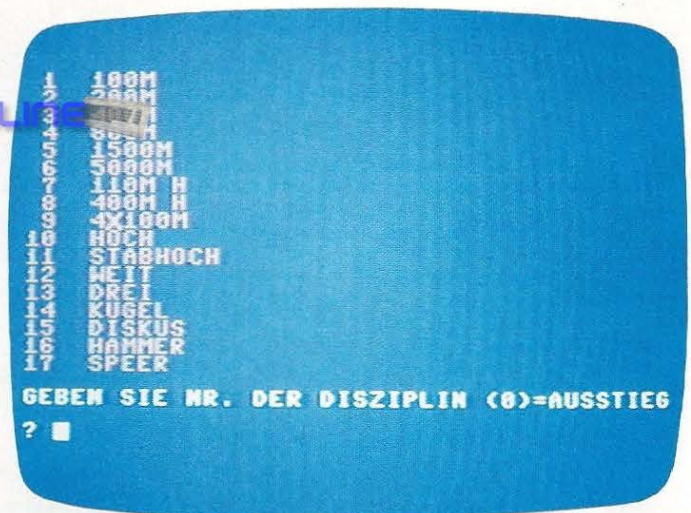 1 100M
2 200M
LINE
3
4 800M
5 1500M
6 5000M
7 110M H
8 400M H
9 4X100M
10 HOCH
11 STABHOCH
12 WEIT
13 DREI
14 KUGEL
15 DISKUS
16 HAMMER
17 SPEER
GEBEN SIE NR. DER DISZIPLIN (0)=AUSSTIEG
?